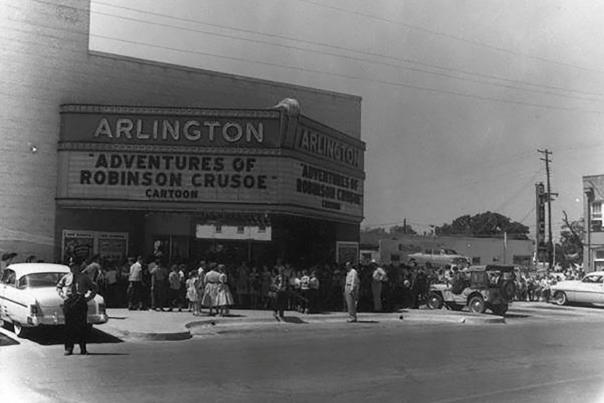 ARLINGTON
"ADVENTURES OF
ROBINSON CRUSOE"
CARTOON
ARLINGTON
"ADVENTURES OF
ROBINSON CRUSOE"
CARTOON